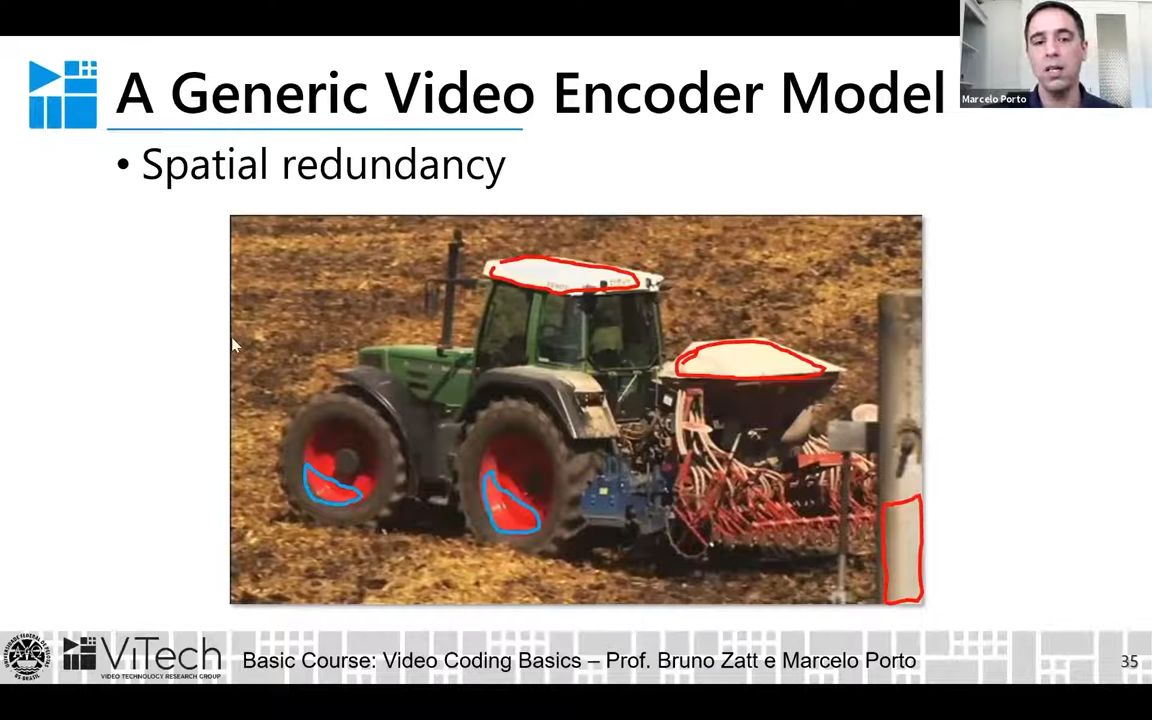 A Generic Video Encoder Model
Marcelo Porto
• Spatial redundancy
ViTech
VIDEO TECHNOLOGY RESEARCH GROUP
Basic Course: Video Coding Basics – Prof. Bruno Zatt e Marcelo Porto
35